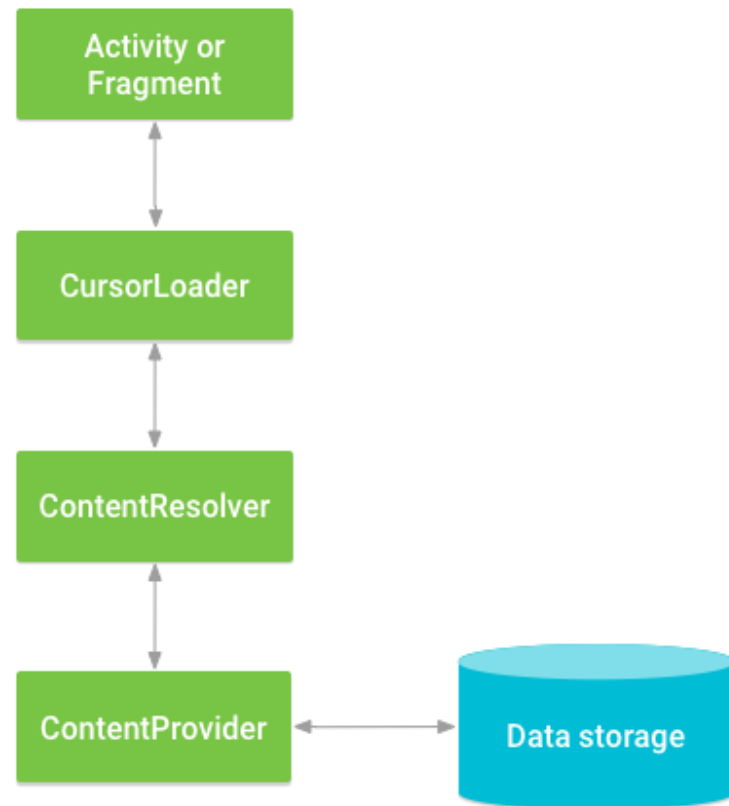 Activity or
Fragment
CursorLoader
ContentResolver
ContentProvider
Data storage